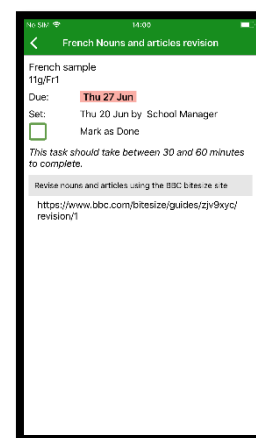 No SIM 14:00
French Nouns and articles revision
French sample
11g/Fr1
Due: Thu 27 Jun
Set: Thu 20 Jun by School Manager
Mark as Done
This task should take between 30 and 60 minutes
to complete.
Revise nouns and articles using the BBC bitesize site
https://www.bbc.com/bitesize/guides/zjv9xyc/
revision/1